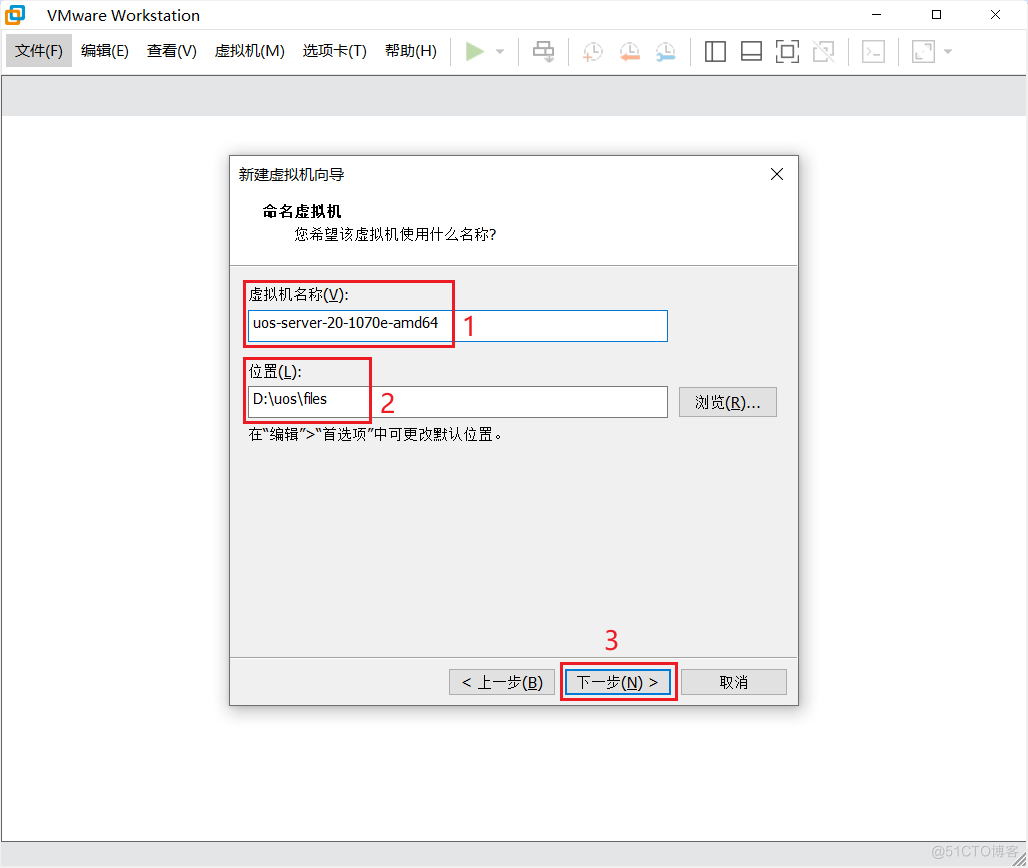 VMware Workstation
文件(F) 编辑(E) 查看(V) 虚拟机(M) 选项卡(T) 帮助(H)
新建虚拟机向导
命名虚拟机
您希望该虚拟机使用什么名称?
虚拟机名称(V):
uos-server-20-1070e-amd64 1
位置(L):
D:\uos\files 2 浏览(R)...
在“编辑”>“首选项”中可更改默认位置。
3
< 上一步(B) 下一步(N) > 取消
@51CTO博客